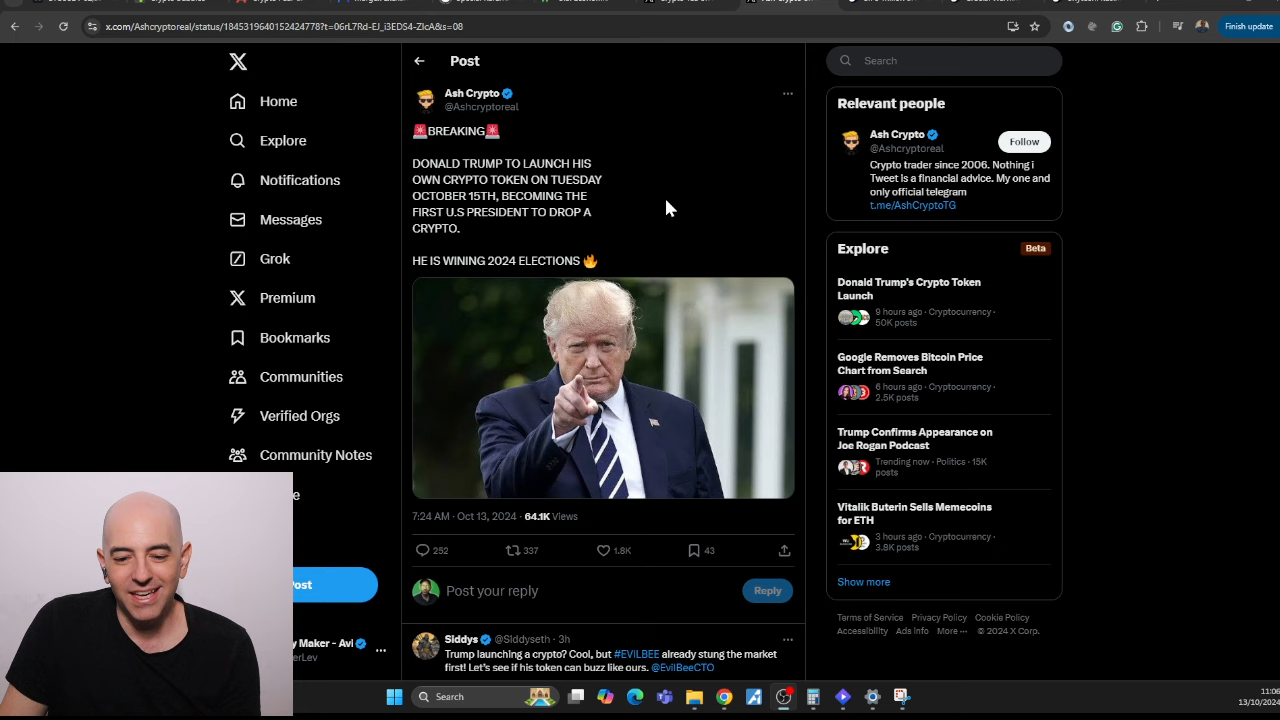 x.com/Ashcryptoreal/status/1845319640152424778?t=06rL7Rd-EJ_i3EDS4-ZIcA&s=08
Finish update
Home
Explore
Notifications
Messages
Grok
Premium
Bookmarks
Communities
Verified Orgs
Community Notes
Post
Ash Crypto
@Ashcryptoreal
🚨BREAKING🚨
DONALD TRUMP TO LAUNCH HIS
OWN CRYPTO TOKEN ON TUESDAY
OCTOBER 15TH, BECOMING THE
FIRST U.S PRESIDENT TO DROP A
CRYPTO.
HE IS WINING 2024 ELECTIONS 🔥
7:24 AM · Oct 13, 2024 · 64.1K Views
252
337
1.8K
43
Post your reply
Reply
Siddys @Siddyseth · 3h
Trump launching a crypto? Cool, but #EVILBEE already stung the market
first! Let's see if his token can buzz like ours. @EvilBeeCTO
Search
Relevant people
Ash Crypto
@Ashcryptoreal
Follow
Crypto trader since 2006. Nothing i
Tweet is a financial advice. My one and
only official telegram
t.me/AshCryptoTG
Explore
Beta
Donald Trump's Crypto Token
Launch
9 hours ago · Cryptocurrency ·
50K posts
Google Removes Bitcoin Price
Chart from Search
6 hours ago · Cryptocurrency ·
2.5K posts
Trump Confirms Appearance on
Joe Rogan Podcast
Trending now · Politics · 15K
posts
Vitalik Buterin Sells Memecoins
for ETH
3 hours ago · Cryptocurrency ·
3.8K posts
Show more
Terms of Service Privacy Policy Cookie Policy
Accessibility Ads info More ··· © 2024 X Corp.
Maker - Avi
Search
11:06
13/10/2024